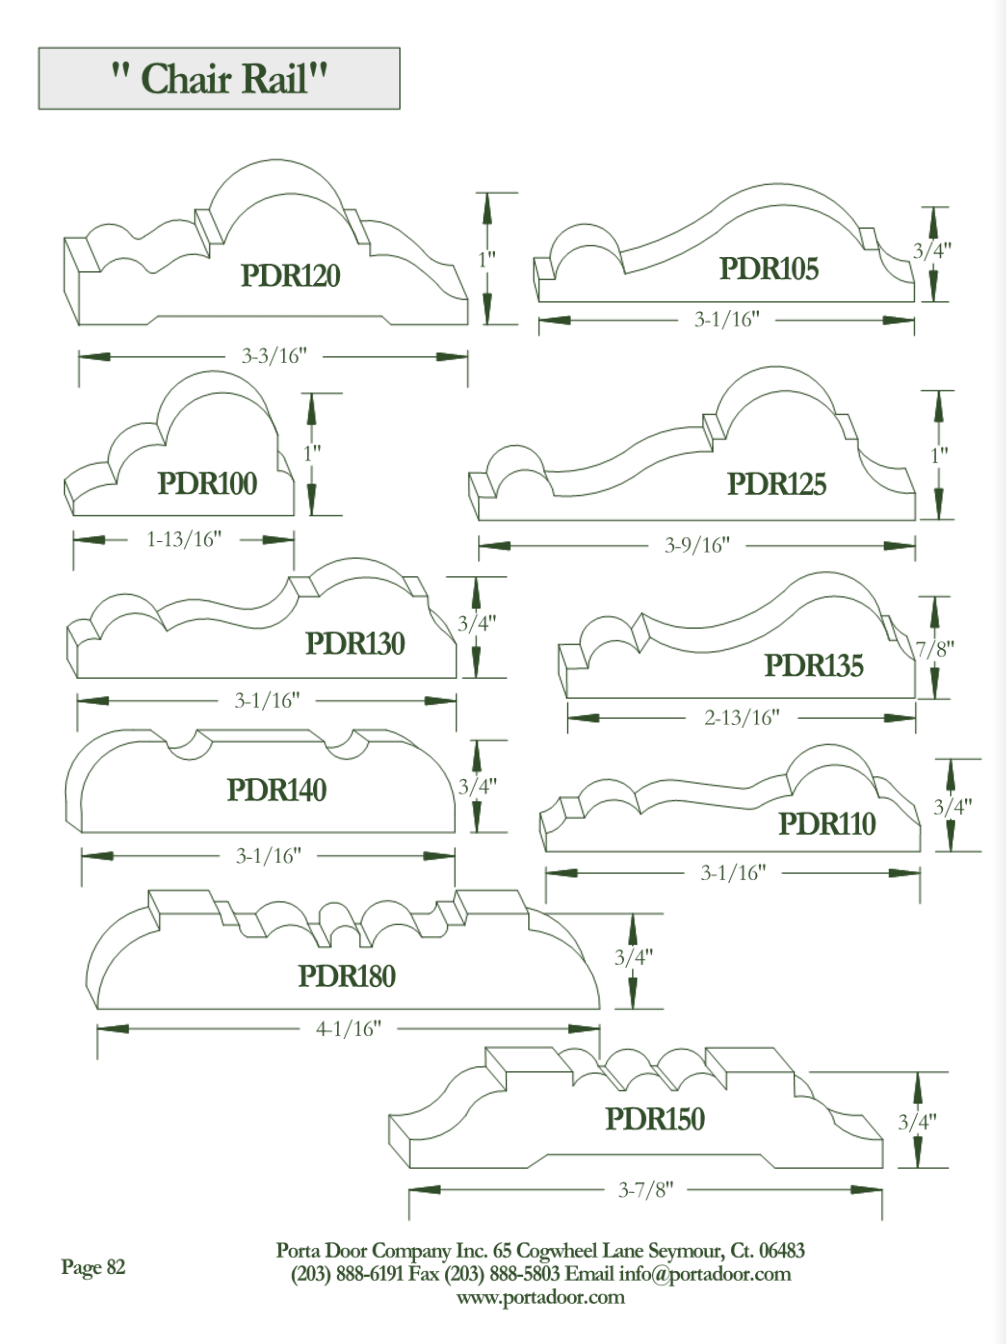 " Chair Rail"
PDR120
1"
3-3/16"
PDR105
3/4"
3-1/16"
PDR100
1"
1-13/16"
PDR125
1"
3-9/16"
PDR130
3/4"
3-1/16"
PDR135
7/8"
2-13/16"
PDR140
3/4"
3-1/16"
PDR110
3/4"
3-1/16"
PDR180
3/4"
4-1/16"
PDR150
3/4"
3-7/8"
Page 82
Porta Door Company Inc. 65 Cogwheel Lane Seymour, Ct. 06483
(203) 888-6191 Fax (203) 888-5803 Email info@portadoor.com
www.portadoor.com